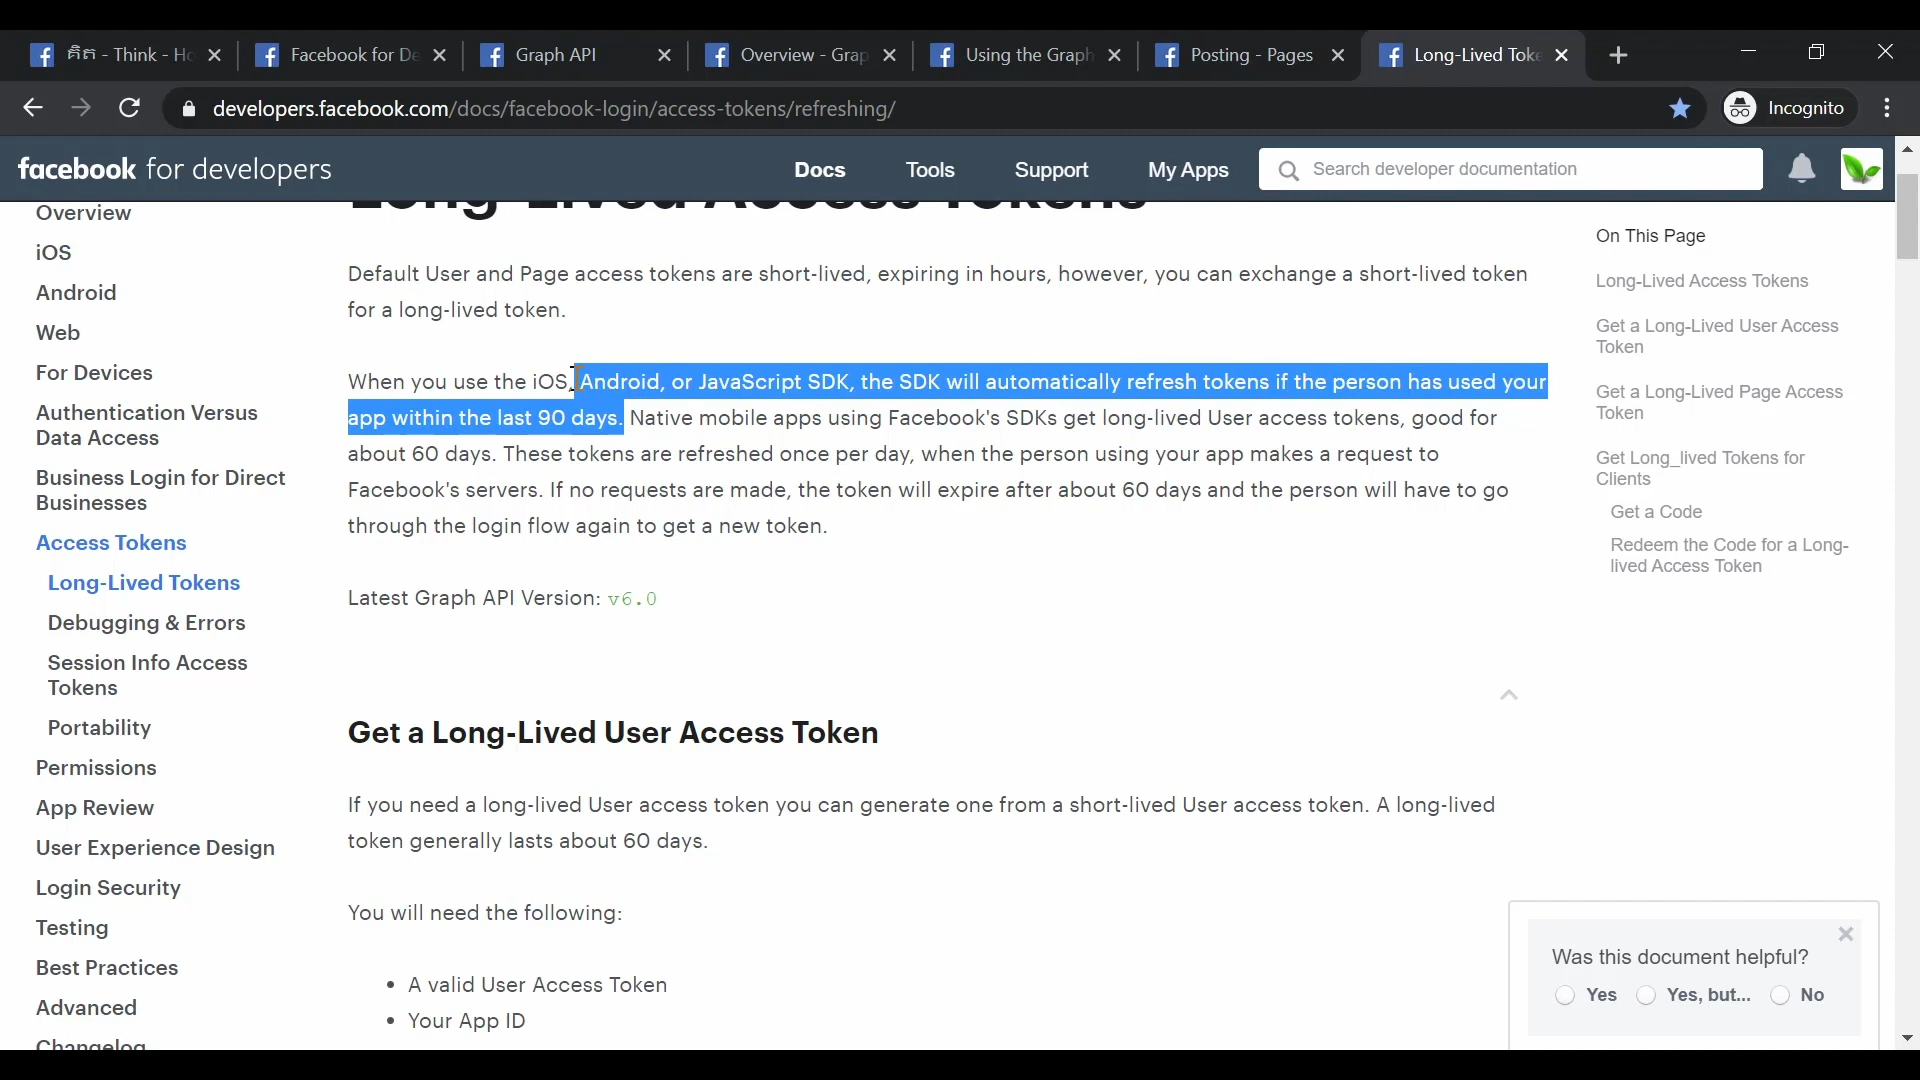 គិត - Think - Ho
Facebook for De
Graph API
Overview - Grap
Using the Graph
Posting - Pages
Long-Lived Toke
developers.facebook.com/docs/facebook-login/access-tokens/refreshing/
Incognito
facebook for developers
Docs
Tools
Support
My Apps
Search developer documentation
Overview
iOS
Android
Web
For Devices
Authentication Versus
Data Access
Business Login for Direct
Businesses
Access Tokens
Long-Lived Tokens
Debugging & Errors
Session Info Access
Tokens
Portability
Permissions
App Review
User Experience Design
Login Security
Testing
Best Practices
Advanced
Changelog
Long-Lived Access Tokens
Default User and Page access tokens are short-lived, expiring in hours, however, you can exchange a short-lived token
for a long-lived token.
When you use the iOS, Android, or JavaScript SDK, the SDK will automatically refresh tokens if the person has used your
app within the last 90 days. Native mobile apps using Facebook's SDKs get long-lived User access tokens, good for
about 60 days. These tokens are refreshed once per day, when the person using your app makes a request to
Facebook's servers. If no requests are made, the token will expire after about 60 days and the person will have to go
through the login flow again to get a new token.
Latest Graph API Version: v6.0
Get a Long-Lived User Access Token
If you need a long-lived User access token you can generate one from a short-lived User access token. A long-lived
token generally lasts about 60 days.
You will need the following:
• A valid User Access Token
• Your App ID
On This Page
Long-Lived Access Tokens
Get a Long-Lived User Access
Token
Get a Long-Lived Page Access
Token
Get Long_lived Tokens for
Clients
Get a Code
Redeem the Code for a Long-
lived Access Token
Was this document helpful?
Yes
Yes, but...
No